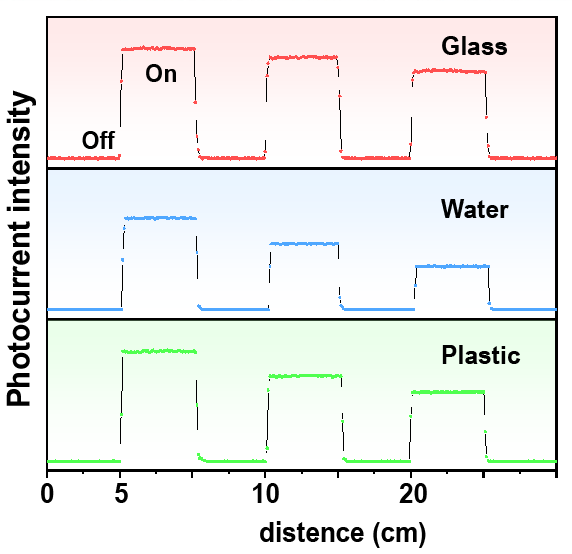 Glass
On
Off
Water
Plastic
Photocurrent intensity
0 5 10 20
distence (cm)